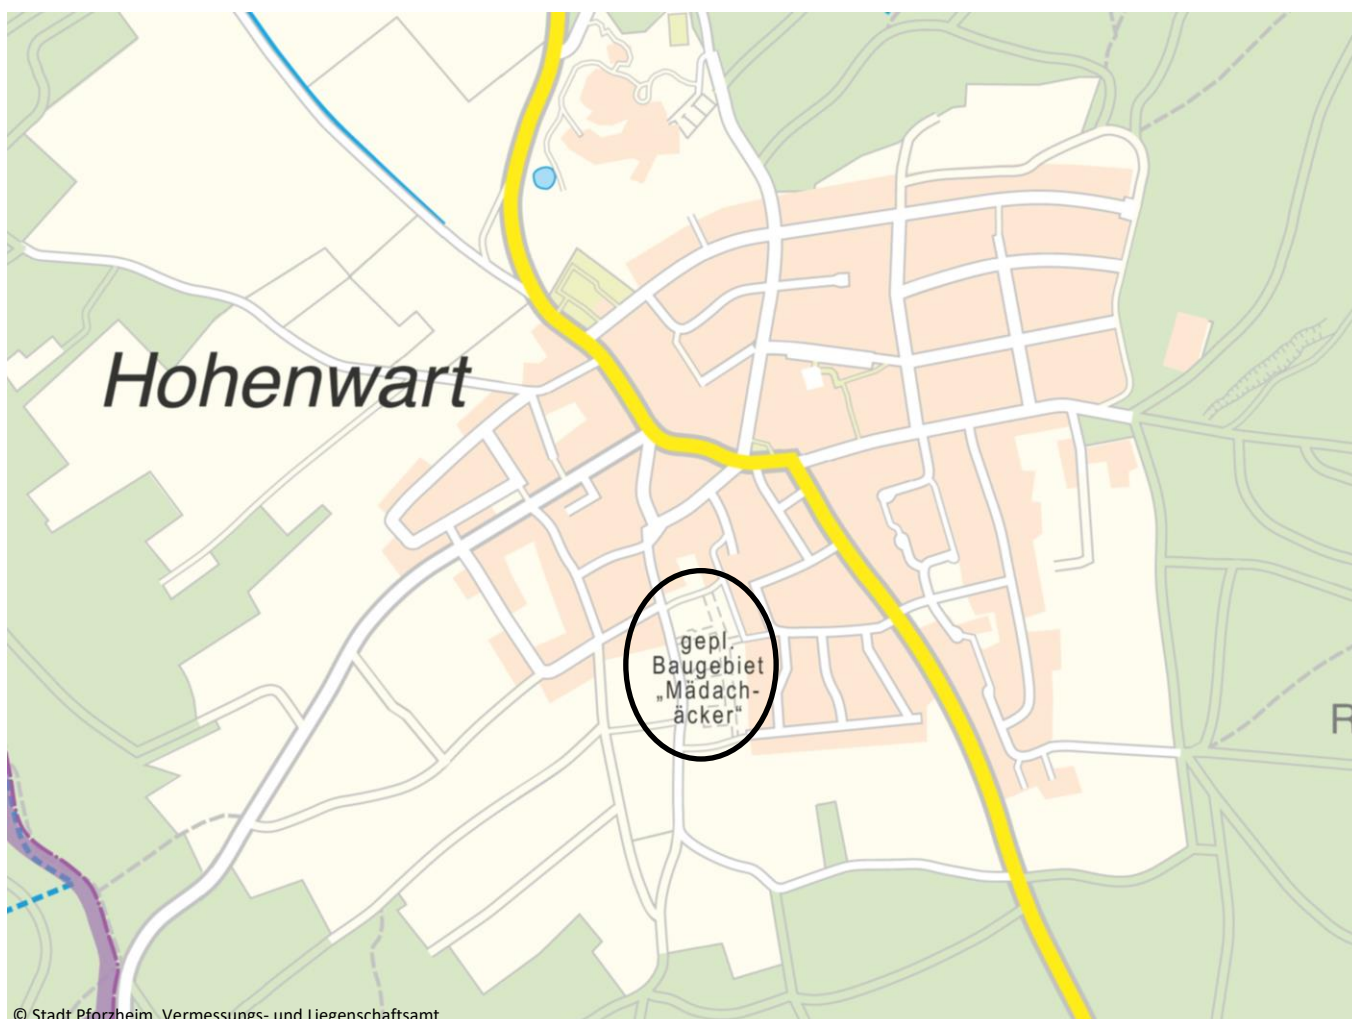 Hohenwart
gepl.
Baugebiet
„Mädach-
äcker“
R
© Stadt Pforzheim, Vermessungs- und Liegenschaftsamt